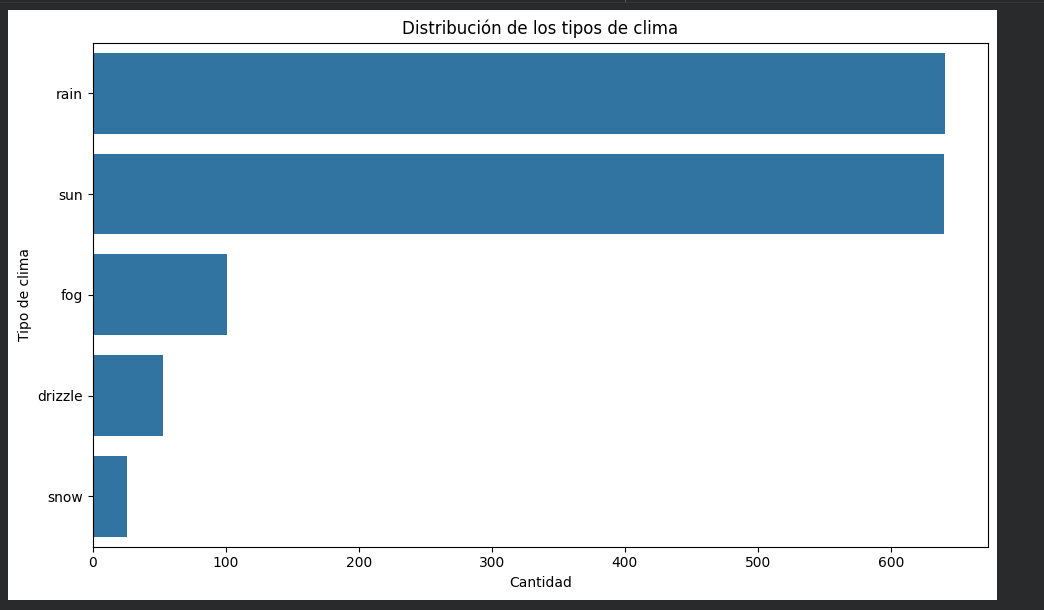 Distribución de los tipos de clima
rain
sun
fog
drizzle
snow
Tipo de clima
0 100 200 300 400 500 600
Cantidad